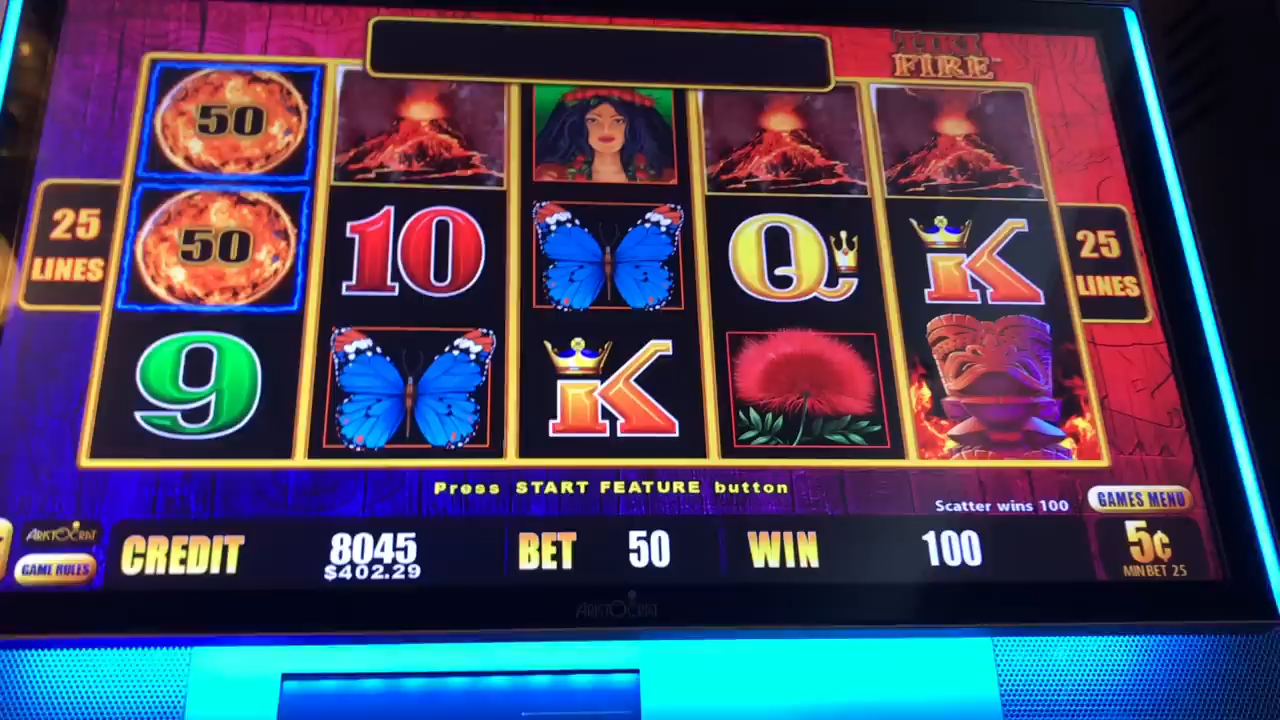 TIKI
FIRE™
50
50
10
Q
K
9
K
25
LINES
25
LINES
Press START FEATURE button
Scatter wins 100
GAMES MENU
ARISTOCRAT
GAME RULES
CREDIT
8045
$402.29
BET
50
WIN
100
5¢
MIN BET 25
ARISTOCRAT